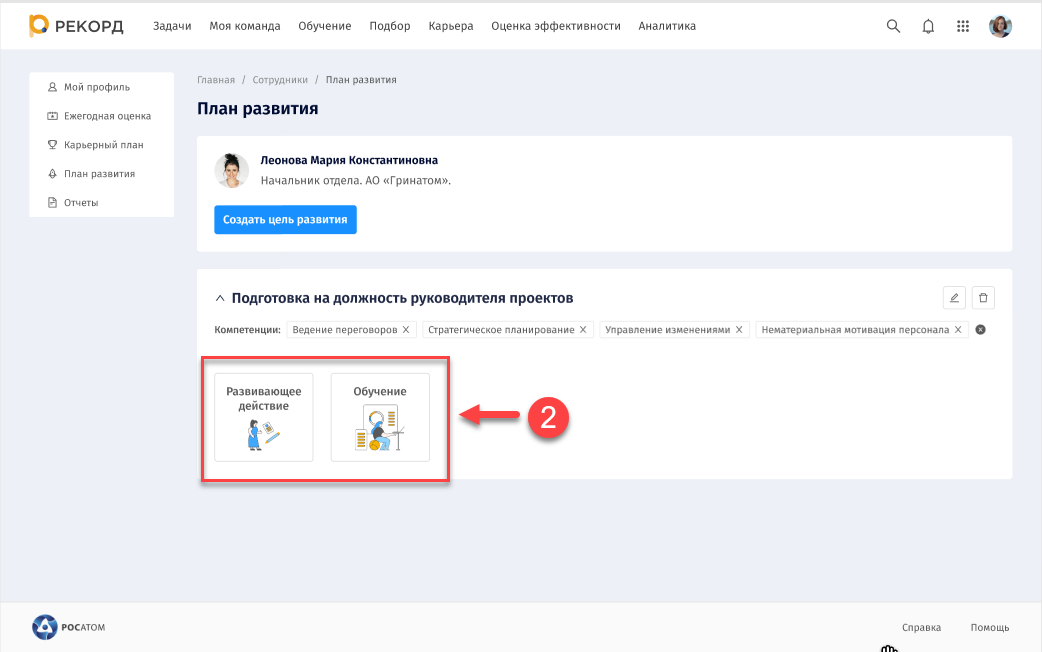 РЕКОРД Задачи Моя команда Обучение Подбор Карьера Оценка эффективности Аналитика
Мой профиль
Ежегодная оценка
Карьерный план
План развития
Отчеты
Главная / Сотрудники / План развития
План развития
Леонова Мария Константиновна
Начальник отдела. АО «Гринатом».
Создать цель развития
Подготовка на должность руководителя проектов
Компетенции: Ведение переговоров Стратегическое планирование Управление изменениями Нематериальная мотивация персонала
Развивающее
действие
Обучение
2
РОСАТОМ
Справка Помощь